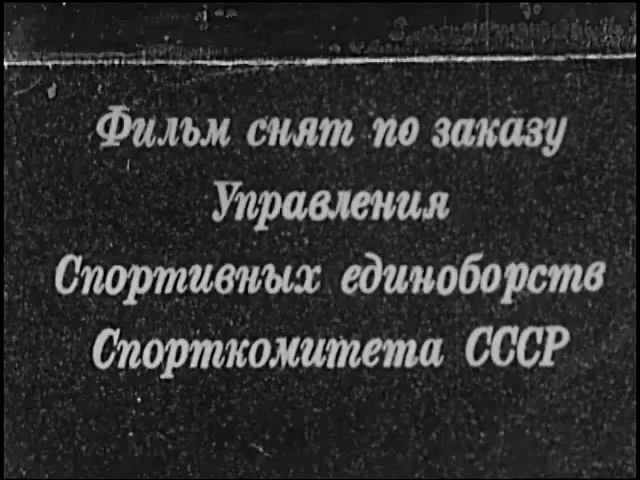 Фильм снят по заказу
Управления
Спортивных единоборств
Спорткомитета СССР